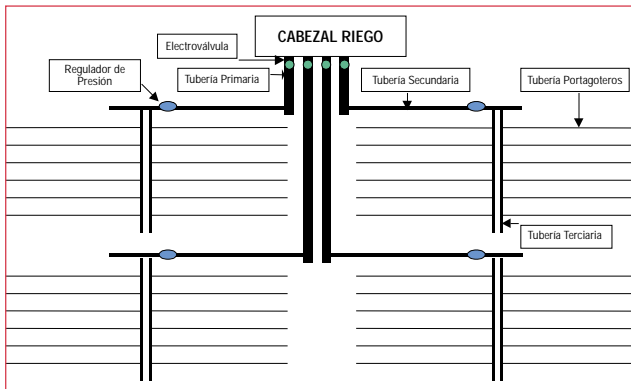 CABEZAL RIEGO
Electroválvula
Regulador de
Presión
Tubería Primaria
Tubería Secundaria
Tubería Portagoteros
Tubería Terciaria